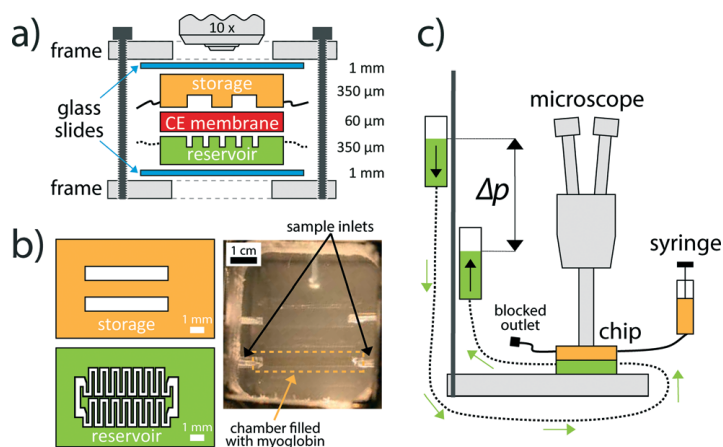 a)
10 x
frame
1 mm
storage
350 µm
glass
slides
CE membrane
60 µm
reservoir
350 µm
1 mm
frame
b)
storage
1 mm
reservoir
1 mm
sample inlets
1 cm
chamber filled
with myoglobin
c)
microscope
Δp
syringe
blocked
outlet
chip